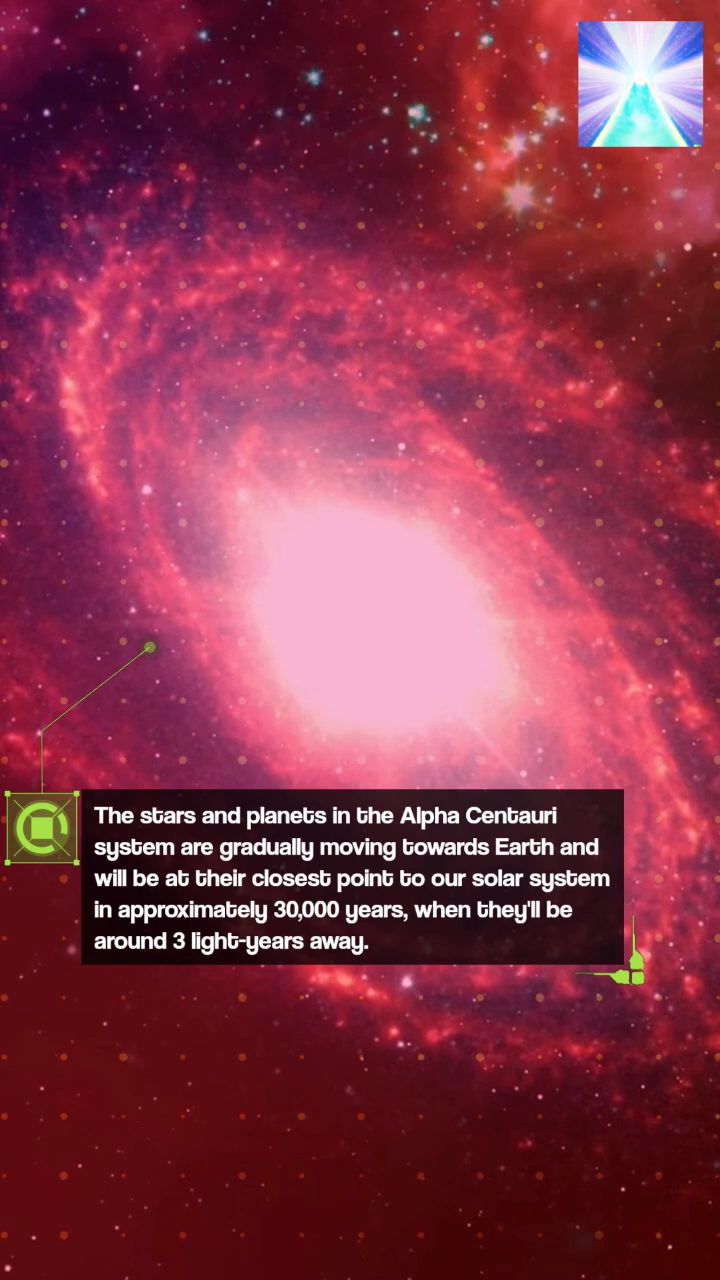 The stars and planets in the Alpha Centauri
system are gradually moving towards Earth and
will be at their closest point to our solar system
in approximately 30,000 years, when they'll be
around 3 light-years away.